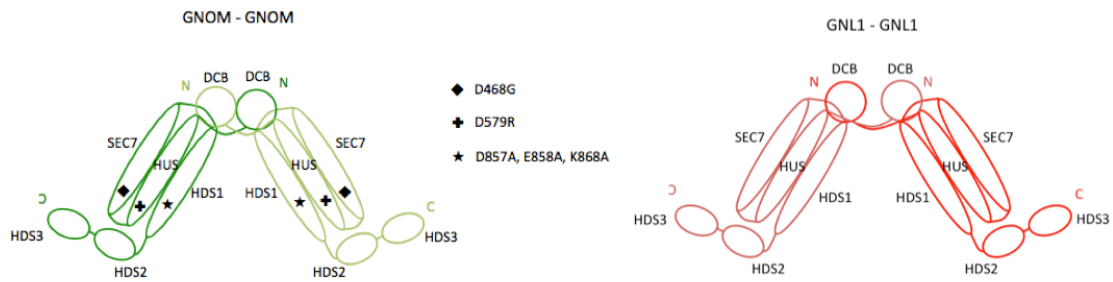 GNOM - GNOM
N DCB DCB N
SEC7 SEC7
HUS HUS
HDS1 HDS1
C C
HDS3 HDS3
HDS2 HDS2
D468G
D579R
D857A, E858A, K868A
GNL1 - GNL1
N DCB DCB N
SEC7 SEC7
HUS HUS
HDS1 HDS1
C C
HDS3 HDS3
HDS2 HDS2